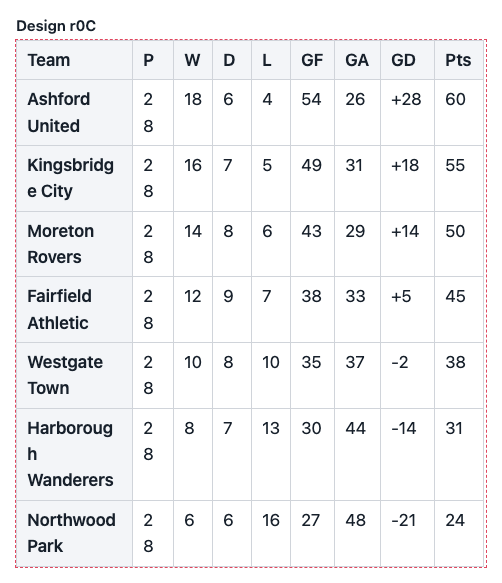 Design r0C
Team P W D L GF GA GD Pts
Ashford 2 18 6 4 54 26 +28 60
United 8
Kingsbridg 2 16 7 5 49 31 +18 55
e City 8
Moreton 2 14 8 6 43 29 +14 50
Rovers 8
Fairfield 2 12 9 7 38 33 +5 45
Athletic 8
Westgate 2 10 8 10 35 37 -2 38
Town 8
Harboroug 2 8 7 13 30 44 -14 31
h 8
Wanderers
Northwood 2 6 6 16 27 48 -21 24
Park 8